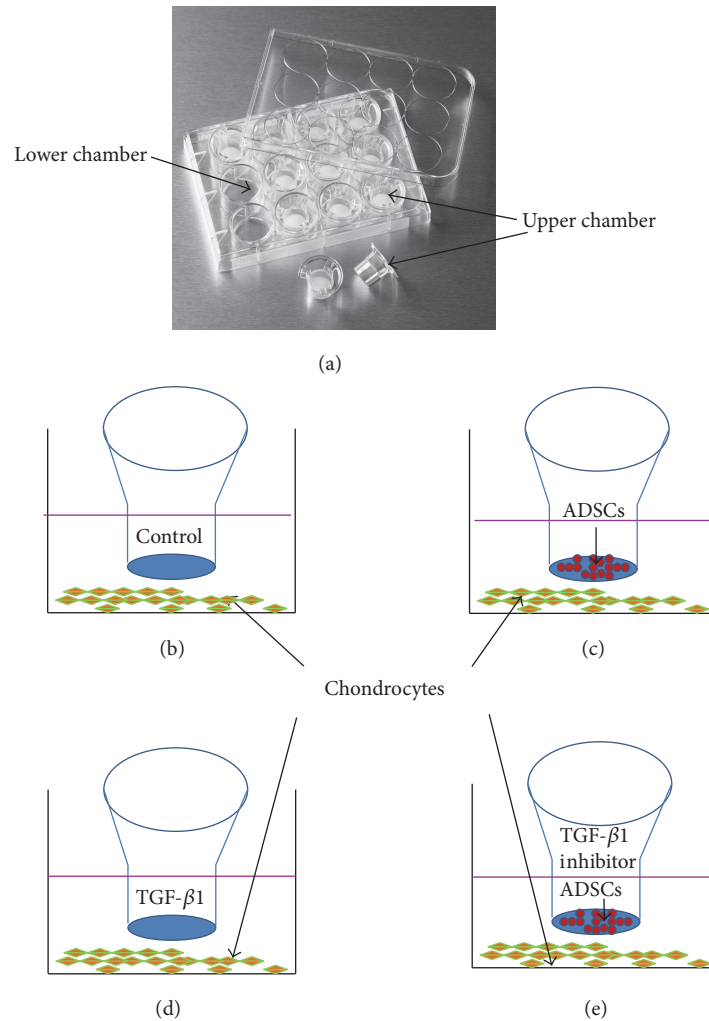 Lower chamber
Upper chamber
(a)
Control
ADSCs
(b)
(c)
Chondrocytes
TGF-β1
TGF-β1
inhibitor
ADSCs
(d)
(e)